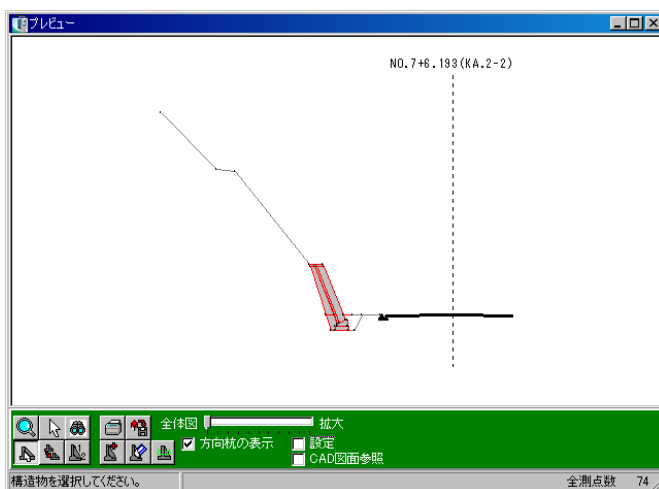 プレビュー
NO.7+6.193(KA.2-2)
全体図 拡大
方向杭の表示 設定
CAD図面参照
構造物を選択してください。 全測点数 74